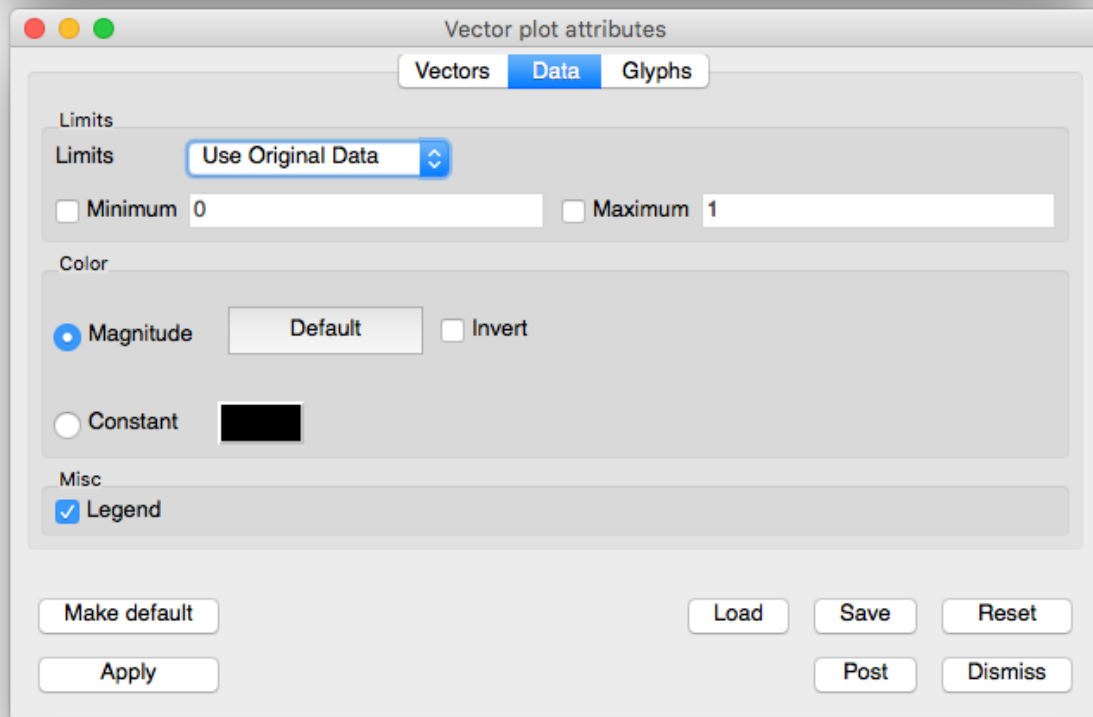 Vector plot attributes
Vectors Data Glyphs
Limits
Limits Use Original Data
Minimum 0 Maximum 1
Color
Magnitude Default Invert
Constant
Misc
Legend
Make default Load Save Reset
Apply Post Dismiss